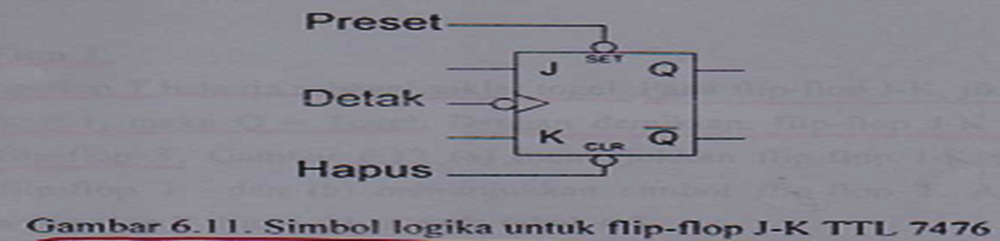 Preset
SET
J Q
Detak
K Q̅
CLR
Hapus
Gambar 6.11. Simbol logika untuk flip-flop J-K TTL 7476